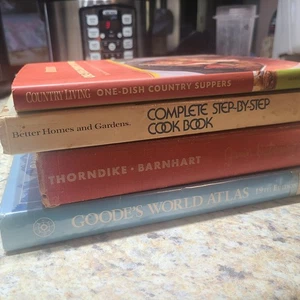 COUNTRY LIVING ONE-DISH COUNTRY SUPPERS
Better Homes and Gardens® COMPLETE STEP-BY-STEP
COOK BOOK
THORNDIKE • BARNHART
GOODE'S WORLD ATLAS